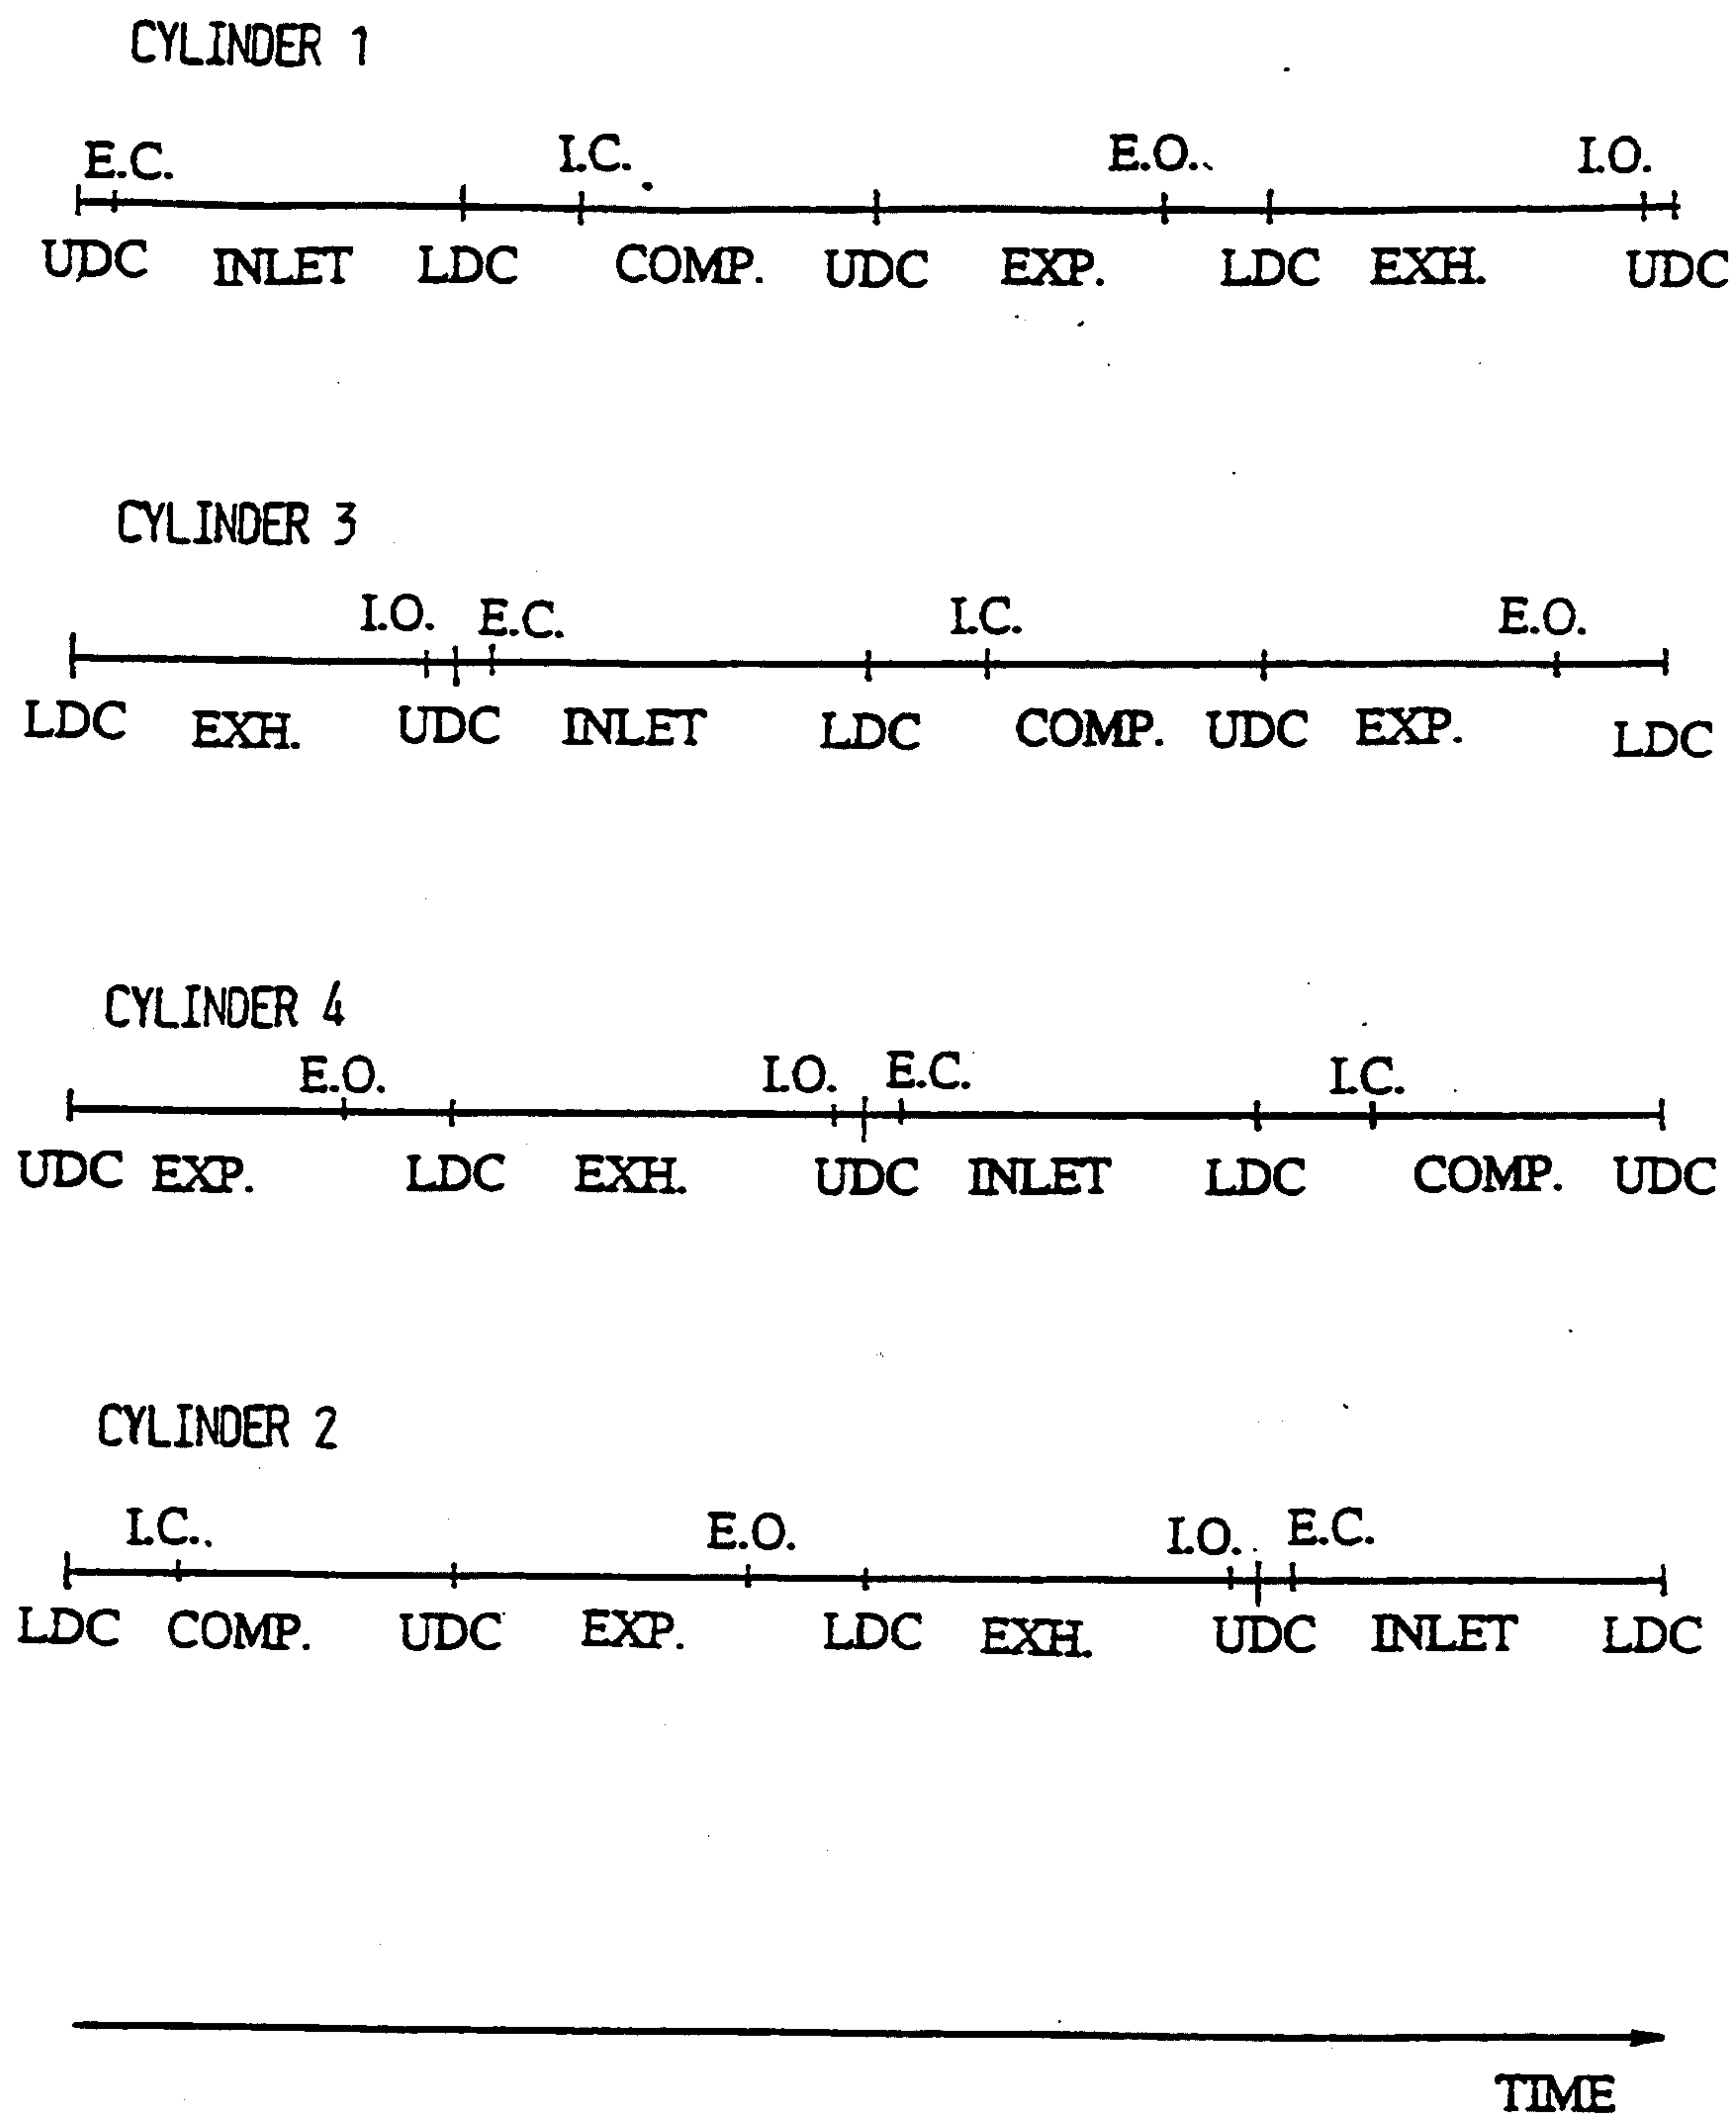 CYLINDER 1
E.C. I.C. E.O. I.O.
UDC INLET LDC COMP. UDC EXP. LDC EXH. UDC
CYLINDER 3
I.O. E.C. I.C. E.O.
LDC EXH. UDC INLET LDC COMP. UDC EXP. LDC
CYLINDER 4
E.O. I.O. E.C. I.C.
UDC EXP. LDC EXH. UDC INLET LDC COMP. UDC
CYLINDER 2
I.C. E.O. I.O. E.C.
LDC COMP. UDC EXP. LDC EXH. UDC INLET LDC
TIME